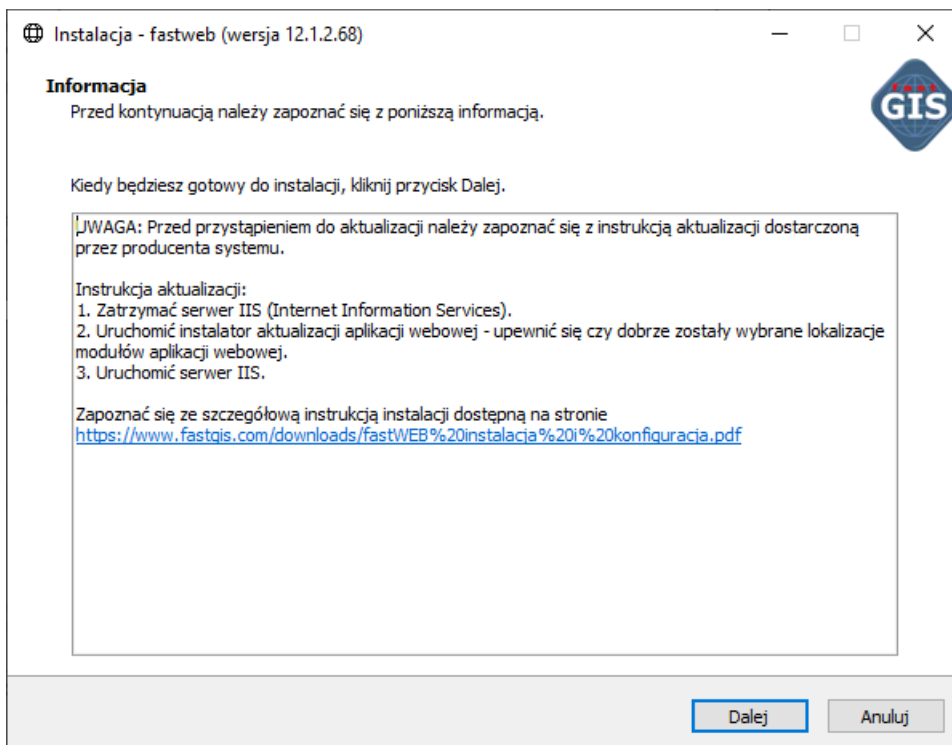 Instalacja - fastweb (wersja 12.1.2.68)
Informacja
Przed kontynuacją należy zapoznać się z poniższą informacją.
fast
GIS
Kiedy będziesz gotowy do instalacji, kliknij przycisk Dalej.
UWAGA: Przed przystąpieniem do aktualizacji należy zapoznać się z instrukcją aktualizacji dostarczoną
przez producenta systemu.
Instrukcja aktualizacji:
1. Zatrzymać serwer IIS (Internet Information Services).
2. Uruchomić instalator aktualizacji aplikacji webowej - upewnić się czy dobrze zostały wybrane lokalizacje
modułów aplikacji webowej.
3. Uruchomić serwer IIS.
Zapoznać się ze szczegółową instrukcją instalacji dostępną na stronie
https://www.fastgis.com/downloads/fastWEB%20instalacja%20i%20konfiguracja.pdf
Dalej
Anuluj